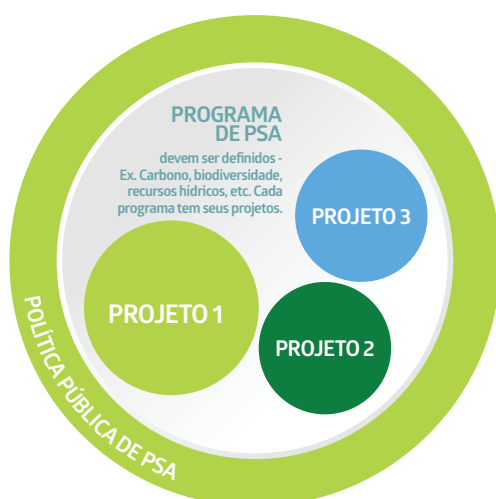 PROGRAMA
DE PSA
devem ser definidos -
Ex. Carbono, biodiversidade,
recursos hídricos, etc. Cada
programa tem seus projetos.
PROJETO 3
PROJETO 1
PROJETO 2
POLÍTICA PÚBLICA DE PSA